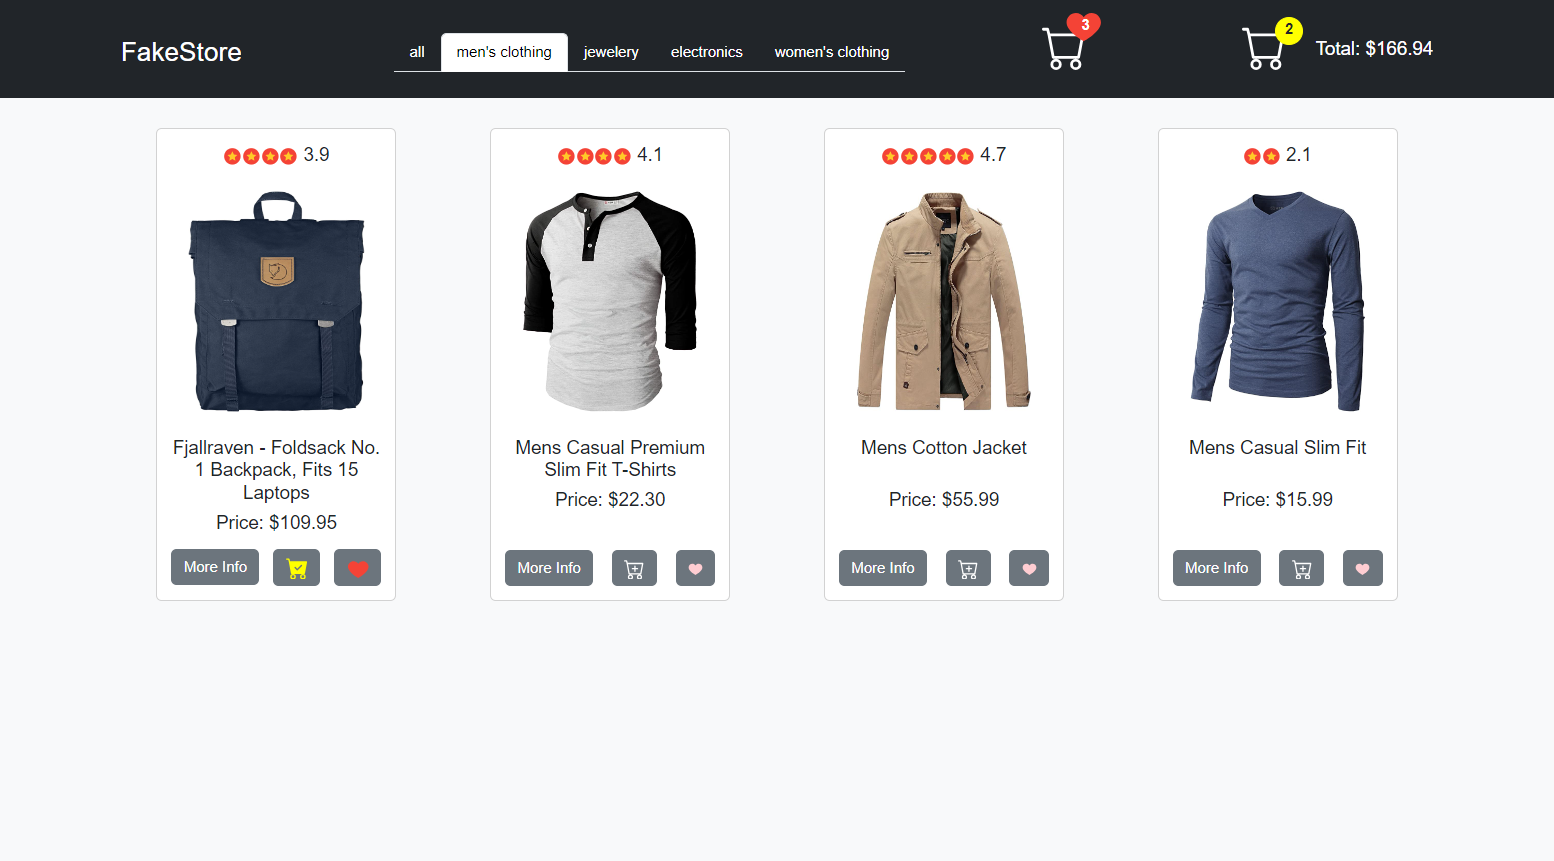 FakeStore
all
men's clothing
jewelery
electronics
women's clothing
3
2
Total: $166.94
3.9
Fjallraven - Foldsack No.
1 Backpack, Fits 15
Laptops
Price: $109.95
More Info
4.1
Mens Casual Premium
Slim Fit T-Shirts
Price: $22.30
More Info
4.7
Mens Cotton Jacket
Price: $55.99
More Info
2.1
Mens Casual Slim Fit
Price: $15.99
More Info